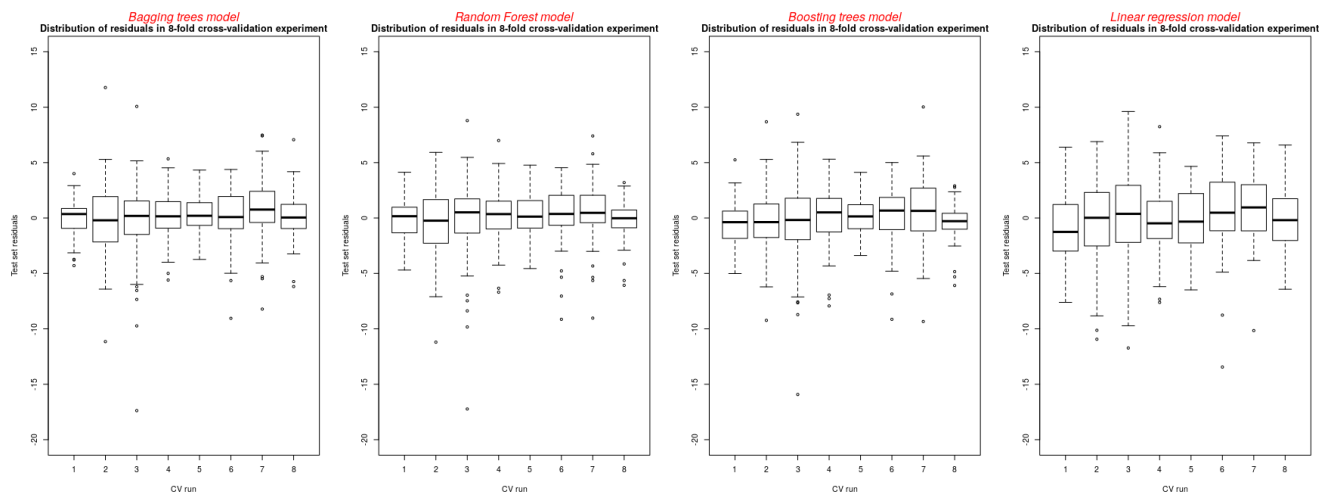 Bagging trees model
Distribution of residuals in 8-fold cross-validation experiment
15
10
5
0
-5
-10
-15
-20
Test set residuals
1 2 3 4 5 6 7 8
CV run
Random Forest model
Distribution of residuals in 8-fold cross-validation experiment
15
10
5
0
-5
-10
-15
-20
Test set residuals
1 2 3 4 5 6 7 8
CV run
Boosting trees model
Distribution of residuals in 8-fold cross-validation experiment
15
10
5
0
-5
-10
-15
-20
Test set residuals
1 2 3 4 5 6 7 8
CV run
Linear regression model
Distribution of residuals in 8-fold cross-validation experiment
15
10
5
0
-5
-10
-15
-20
Test set residuals
1 2 3 4 5 6 7 8
CV run